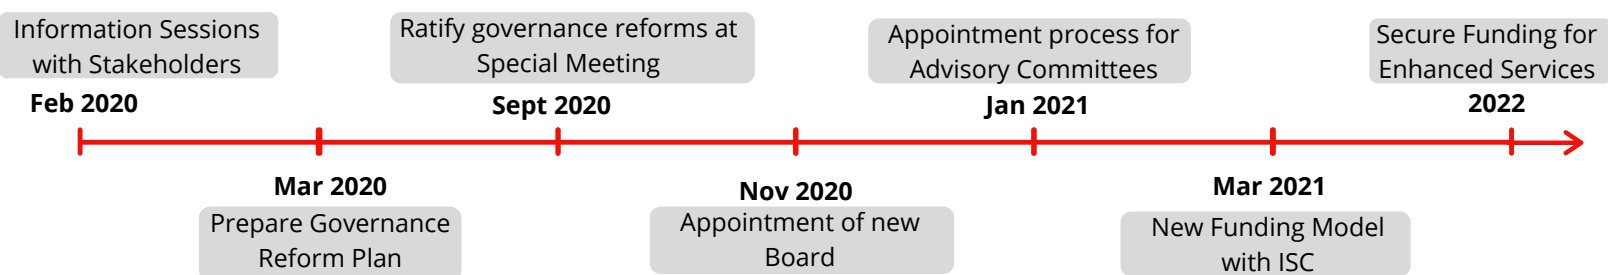 Information Sessions
with Stakeholders
Feb 2020
Mar 2020
Prepare Governance
Reform Plan
Ratify governance reforms at
Special Meeting
Sept 2020
Nov 2020
Appointment of new
Board
Appointment process for
Advisory Committees
Jan 2021
Mar 2021
New Funding Model
with ISC
Secure Funding for
Enhanced Services
2022